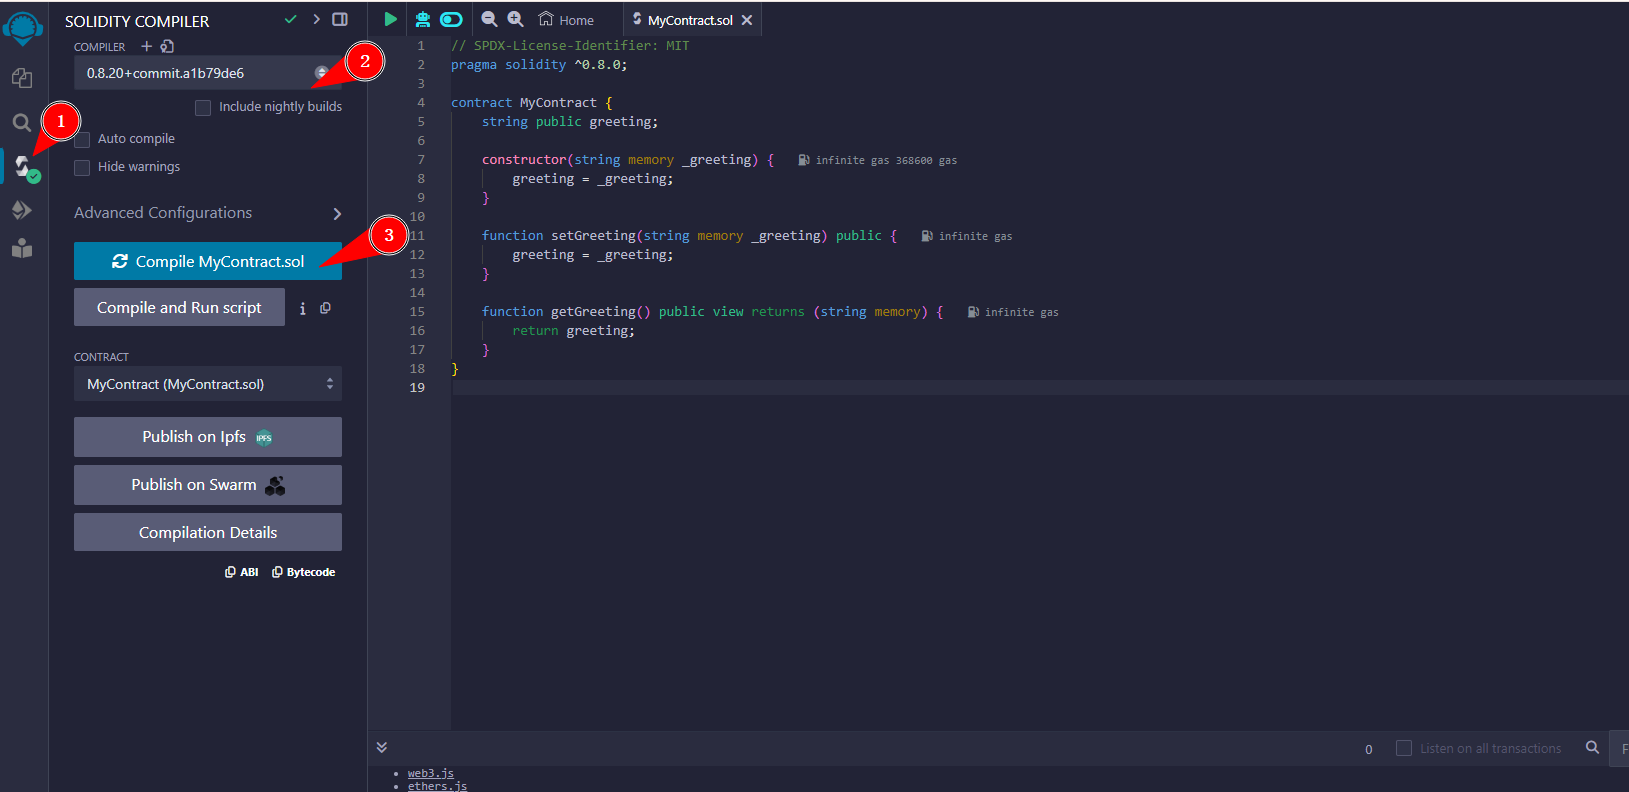 SOLIDITY COMPILER
COMPILER
0.8.20+commit.a1b79de6
2
Include nightly builds
1
Auto compile
Hide warnings
Advanced Configurations
3
Compile MyContract.sol
Compile and Run script
i
CONTRACT
MyContract (MyContract.sol)
Publish on Ipfs
IPFS
Publish on Swarm
Compilation Details
ABI
Bytecode
Home
MyContract.sol
1 // SPDX-License-Identifier: MIT
2 pragma solidity ^0.8.0;
3
4 contract MyContract {
5 string public greeting;
6
7 constructor(string memory _greeting) { infinite gas 368600 gas
8 greeting = _greeting;
9 }
10
11 function setGreeting(string memory _greeting) public { infinite gas
12 greeting = _greeting;
13 }
14
15 function getGreeting() public view returns (string memory) { infinite gas
16 return greeting;
17 }
18 }
19
0
Listen on all transactions
F
web3.js
ethers.js